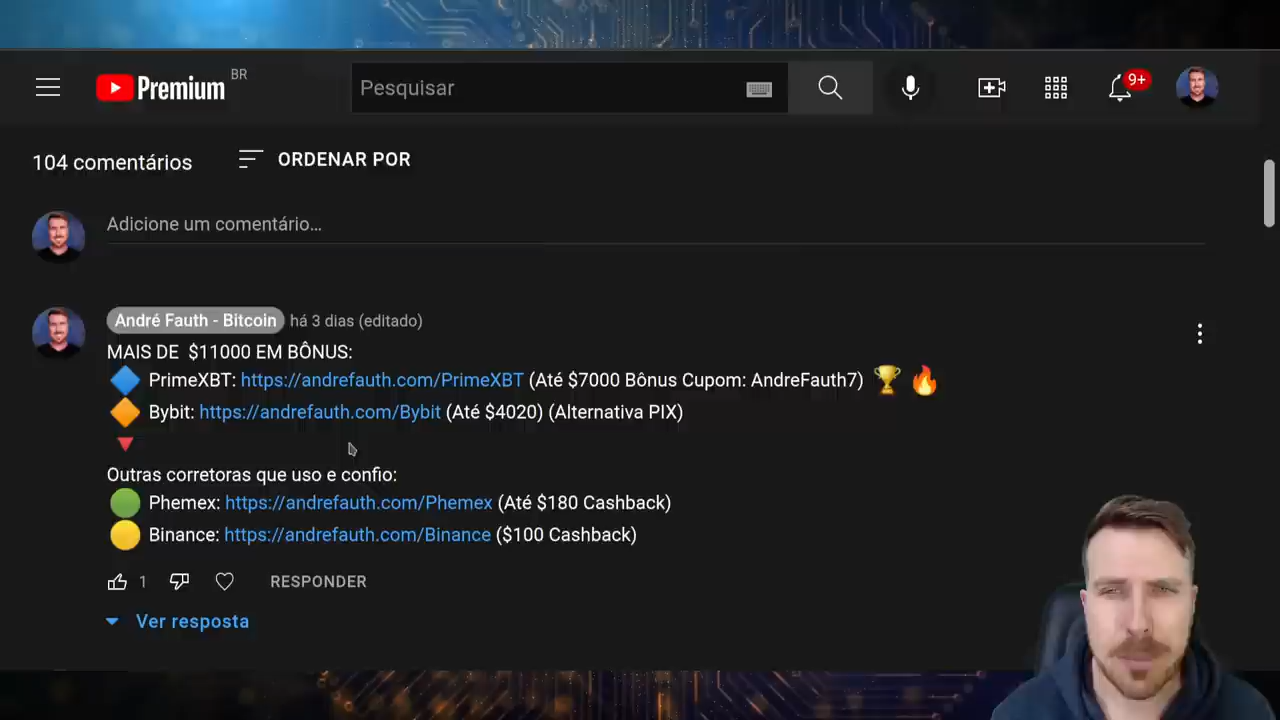 Premium BR
Pesquisar
9+
104 comentários
ORDENAR POR
Adicione um comentário...
André Fauth - Bitcoin há 3 dias (editado)
MAIS DE $11000 EM BÔNUS:
🔷 PrimeXBT: https://andrefauth.com/PrimeXBT (Até $7000 Bônus Cupom: AndreFauth7) 🏆 🔥
🔶 Bybit: https://andrefauth.com/Bybit (Até $4020) (Alternativa PIX)
🔻
Outras corretoras que uso e confio:
🟢 Phemex: https://andrefauth.com/Phemex (Até $180 Cashback)
🟡 Binance: https://andrefauth.com/Binance ($100 Cashback)
1
RESPONDER
Ver resposta